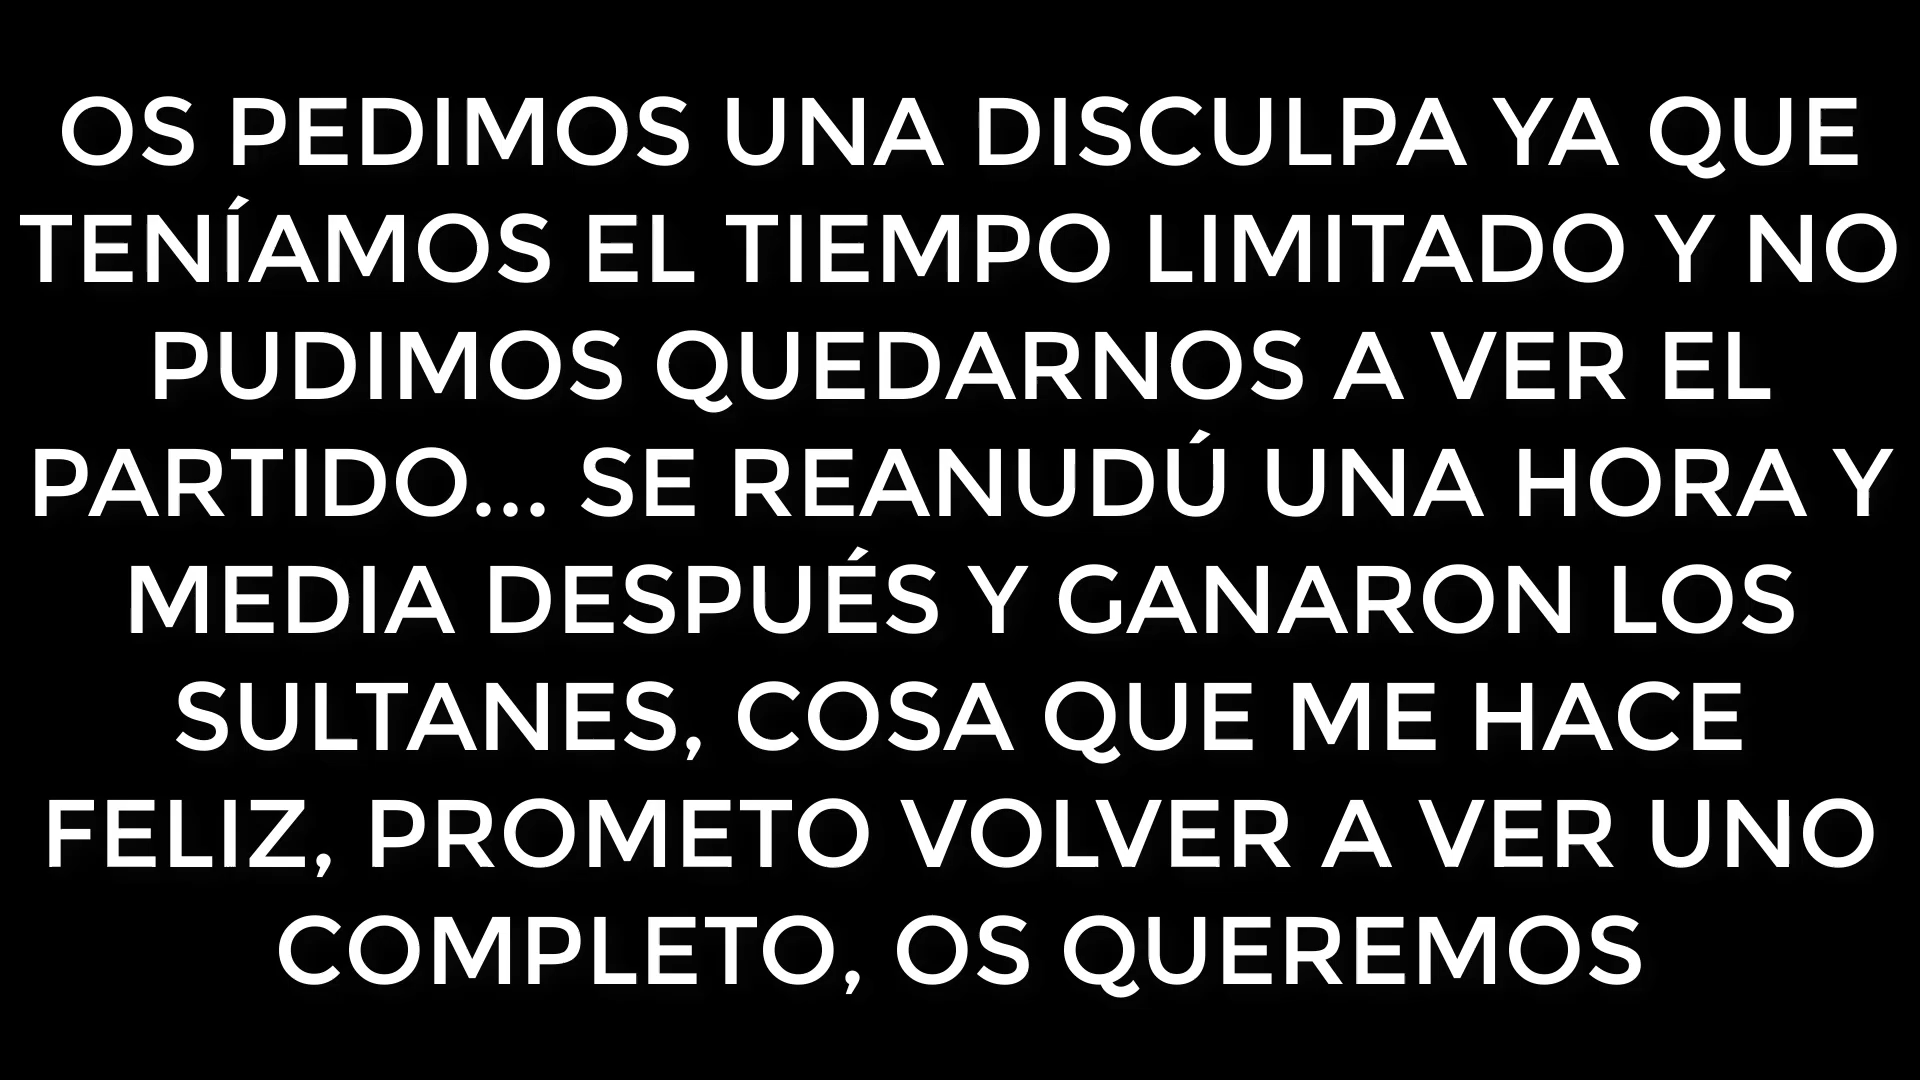 OS PEDIMOS UNA DISCULPA YA QUE
TENÍAMOS EL TIEMPO LIMITADO Y NO
PUDIMOS QUEDARNOS A VER EL
PARTIDO... SE REANUDÚ UNA HORA Y
MEDIA DESPUÉS Y GANARON LOS
SULTANES, COSA QUE ME HACE
FELIZ, PROMETO VOLVER A VER UNO
COMPLETO, OS QUEREMOS